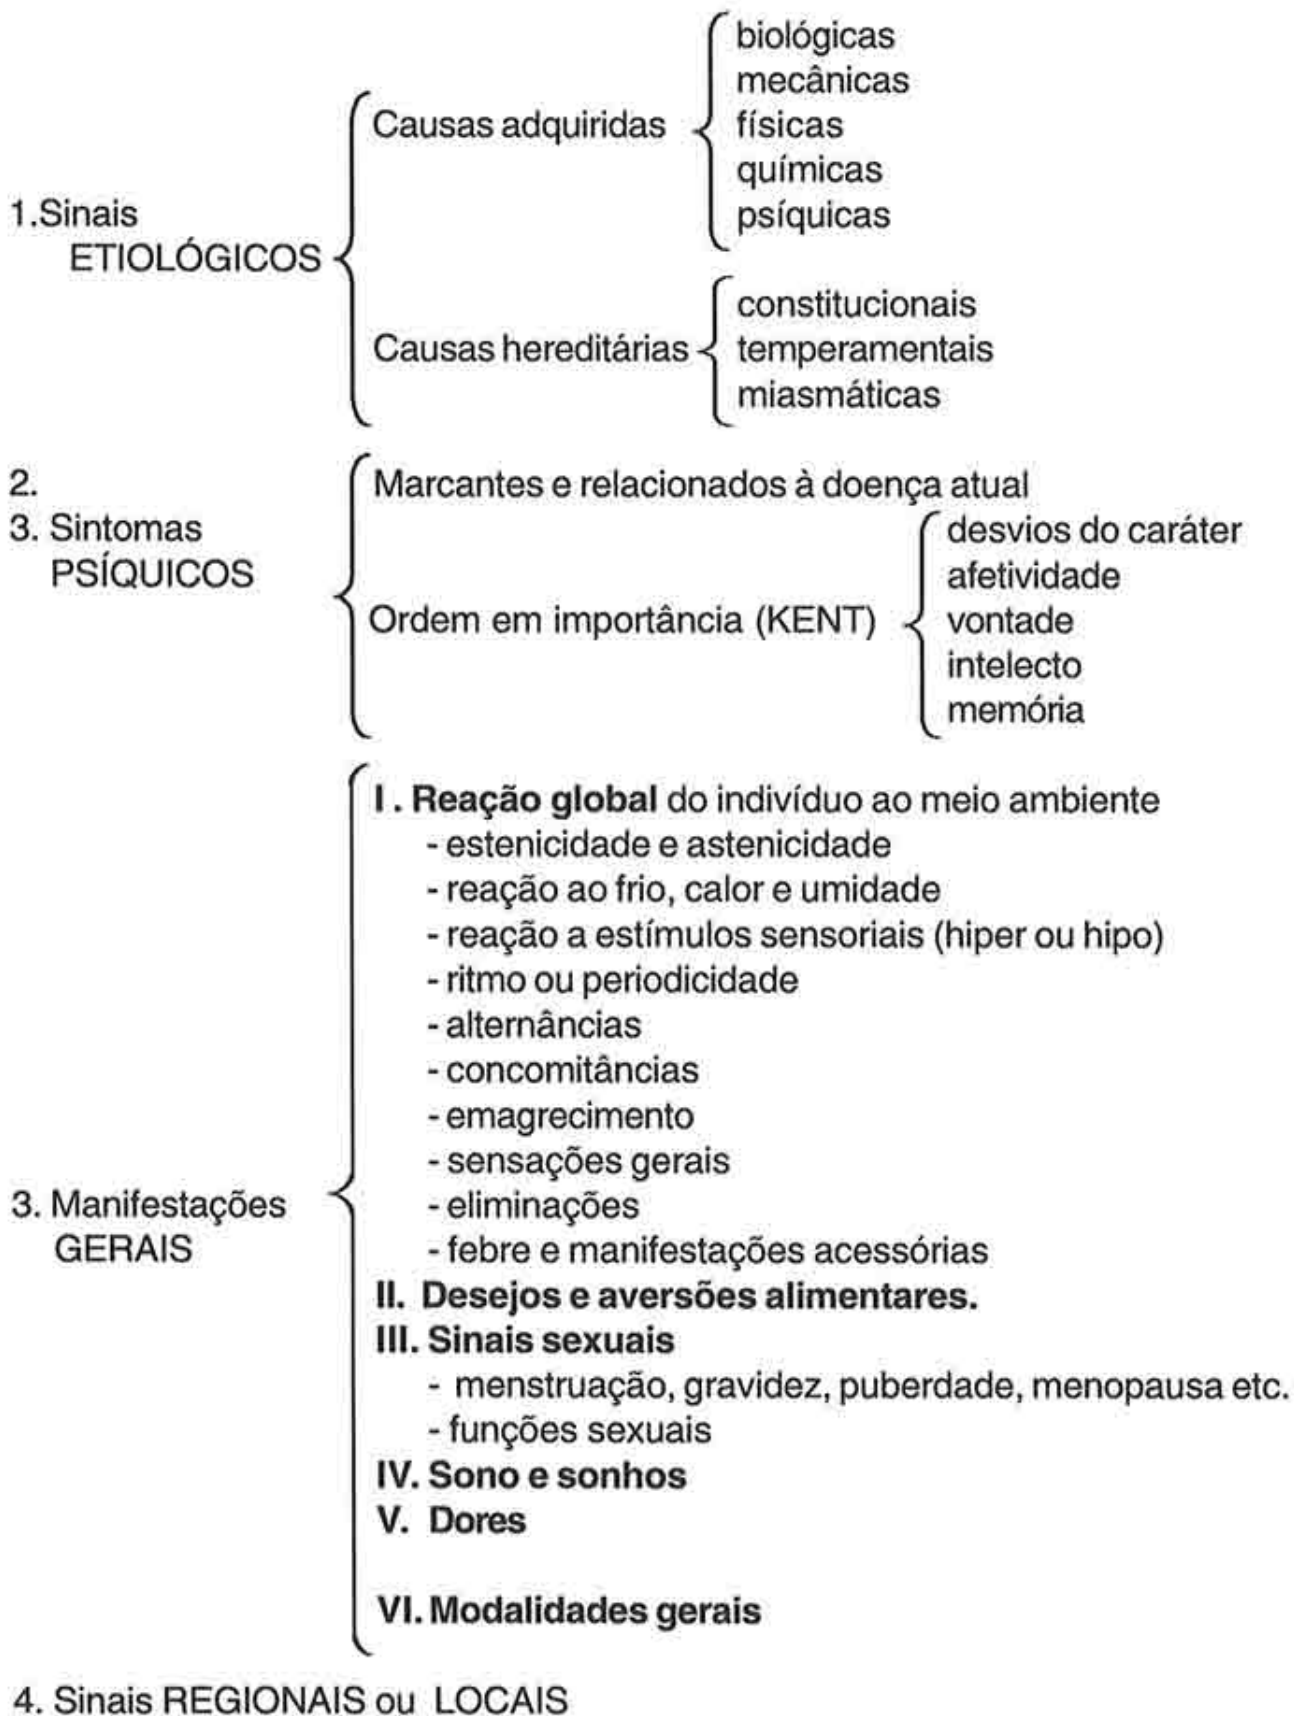 biológicas
mecânicas
Causas adquiridas
físicas
químicas
psíquicas
1.Sinais
ETIOLÓGICOS
constitucionais
Causas hereditárias
temperamentais
miasmáticas
2.
3. Sintomas
PSÍQUICOS
Marcantes e relacionados à doença atual
desvios do caráter
afetividade
Ordem em importância (KENT)
vontade
intelecto
memória
3. Manifestações
GERAIS
I . Reação global do indivíduo ao meio ambiente
- estenicidade e astenicidade
- reação ao frio, calor e umidade
- reação a estímulos sensoriais (hiper ou hipo)
- ritmo ou periodicidade
- alternâncias
- concomitâncias
- emagrecimento
- sensações gerais
- eliminações
- febre e manifestações acessórias
II. Desejos e aversões alimentares.
III. Sinais sexuais
- menstruação, gravidez, puberdade, menopausa etc.
- funções sexuais
IV. Sono e sonhos
V. Dores
VI. Modalidades gerais
4. Sinais REGIONAIS ou LOCAIS